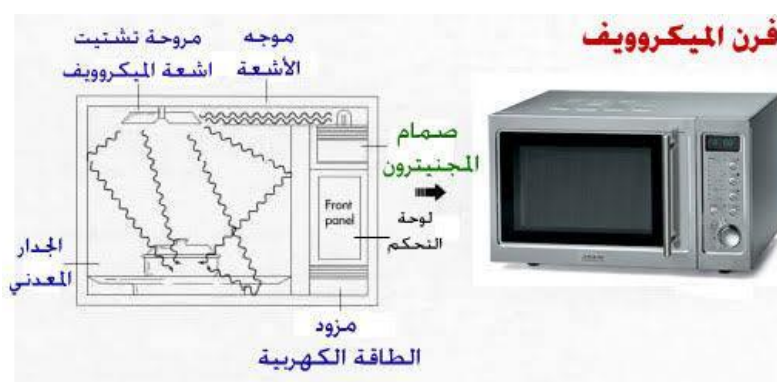 فرن الميكروويف
موجه
الأشعة
مروحة تشتيت
اشعة الميكروويف
صمام
المجنيترون
Front
panel
لوحة
التحكم
الجدار
المعدني
مزود
الطاقة الكهربية